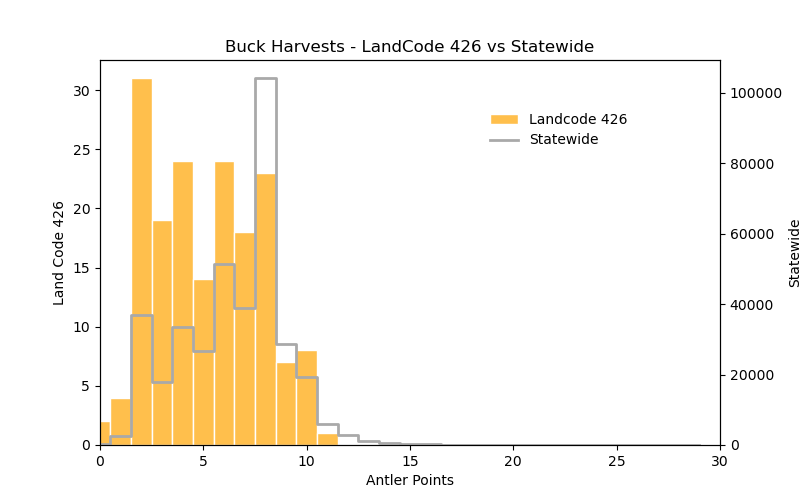 Buck Harvests - LandCode 426 vs Statewide
Landcode 426
Statewide
30
25
20
15
10
5
0
Land Code 426
100000
80000
60000
40000
20000
0
Statewide
0 5 10 15 20 25 30
Antler Points